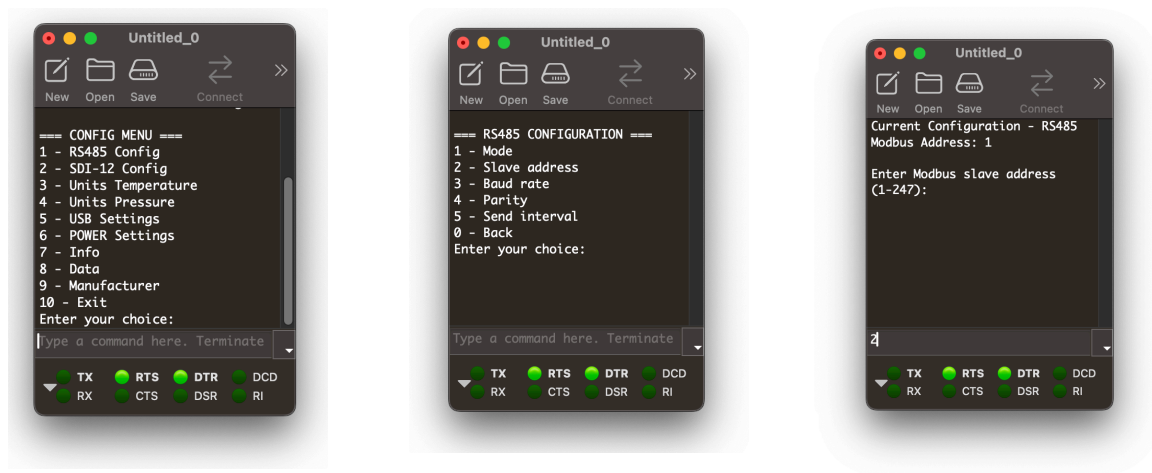 Untitled_0
New Open Save Connect
=== CONFIG MENU ===
1 - RS485 Config
2 - SDI-12 Config
3 - Units Temperature
4 - Units Pressure
5 - USB Settings
6 - POWER Settings
7 - Info
8 - Data
9 - Manufacturer
10 - Exit
Enter your choice:
Type a command here. Terminate
TX RTS DTR DCD
RX CTS DSR RI
Untitled_0
New Open Save Connect
=== RS485 CONFIGURATION ===
1 - Mode
2 - Slave address
3 - Baud rate
4 - Parity
5 - Send interval
0 - Back
Enter your choice:
Type a command here. Terminate
TX RTS DTR DCD
RX CTS DSR RI
Untitled_0
New Open Save Connect
Current Configuration - RS485
Modbus Address: 1
Enter Modbus slave address
(1-247):
2
TX RTS DTR DCD
RX CTS DSR RI